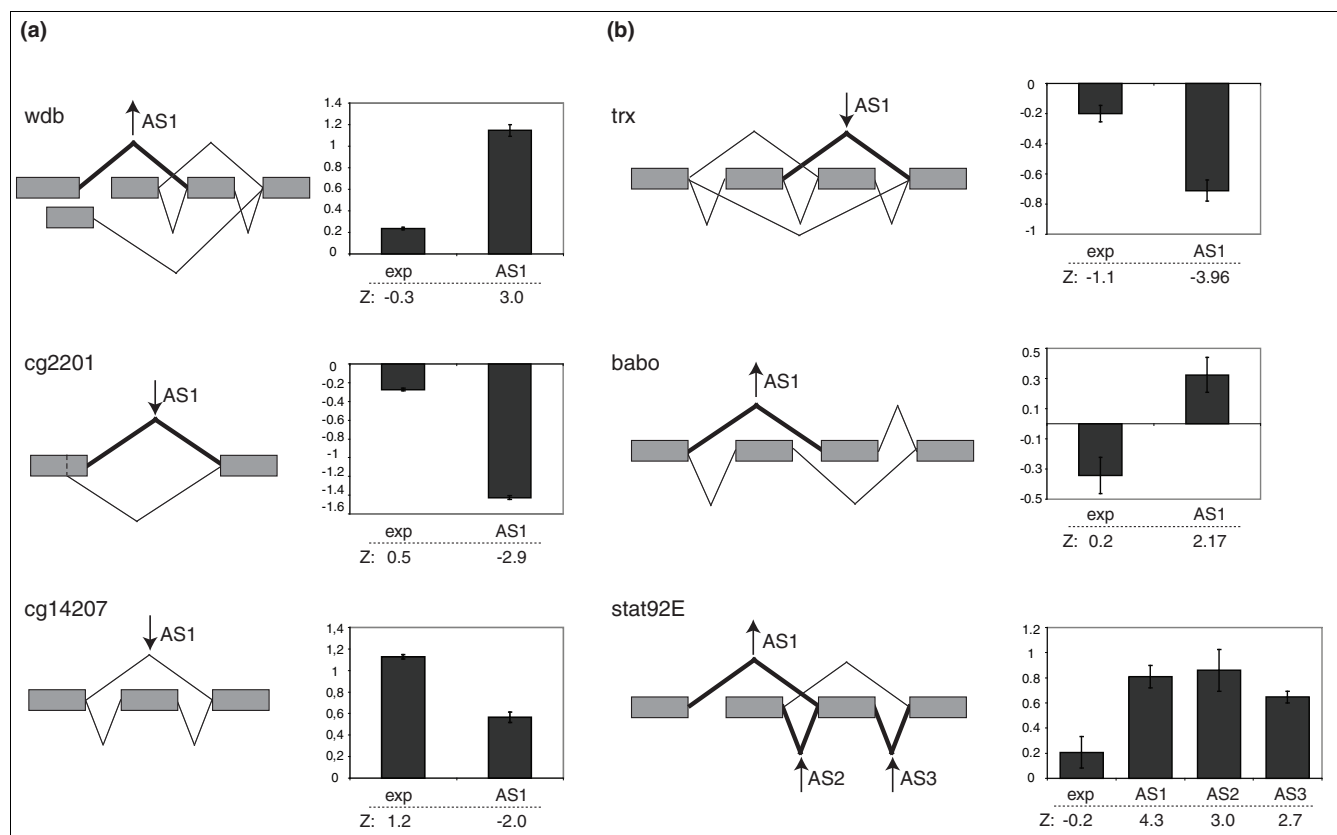 (a)
wdb
AS1
1.4
1.2
1
0.8
0.6
0.4
0.2
0
exp AS1
Z: -0.3 3.0
cg2201
AS1
0
-0.2
-0.4
-0.6
-0.8
-1
-1.2
-1.4
-1.6
exp AS1
Z: 0.5 -2.9
cg14207
AS1
1,4
1,2
1
0,8
0,6
0,4
0,2
0
exp AS1
Z: 1.2 -2.0
(b)
trx
AS1
0
-0.2
-0.4
-0.6
-0.8
-1
exp AS1
Z: -1.1 -3.96
babo
AS1
0.5
0.3
0.1
-0.1
-0.3
-0.5
exp AS1
Z: 0.2 2.17
stat92E
AS1
AS2 AS3
1.2
1
0.8
0.6
0.4
0.2
0
exp AS1 AS2 AS3
Z: -0.2 4.3 3.0 2.7